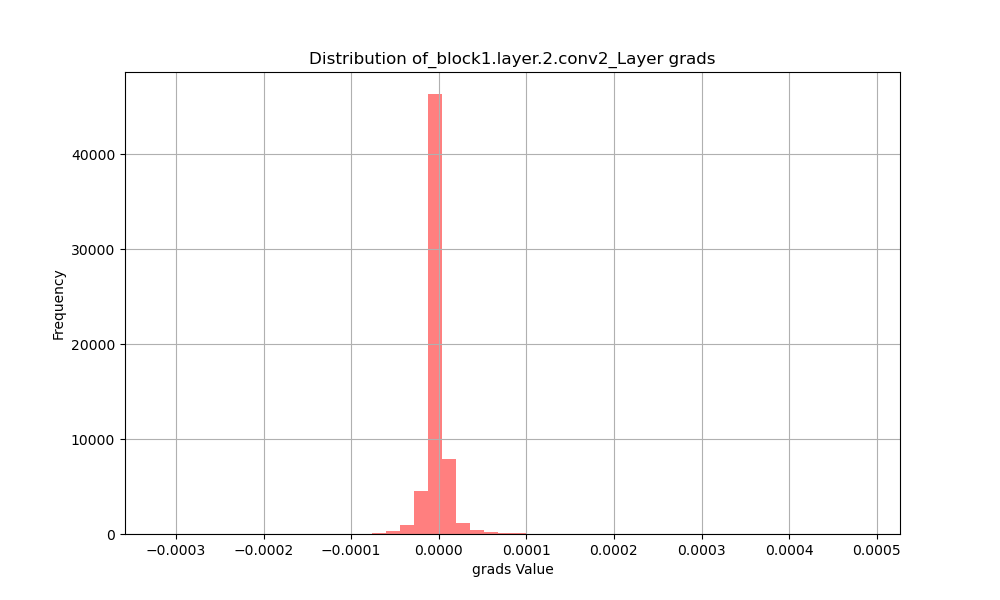 Distribution of_block1.layer.2.conv2_Layer grads
Frequency
40000
30000
20000
10000
0
−0.0003 −0.0002 −0.0001 0.0000 0.0001 0.0002 0.0003 0.0004 0.0005
grads Value